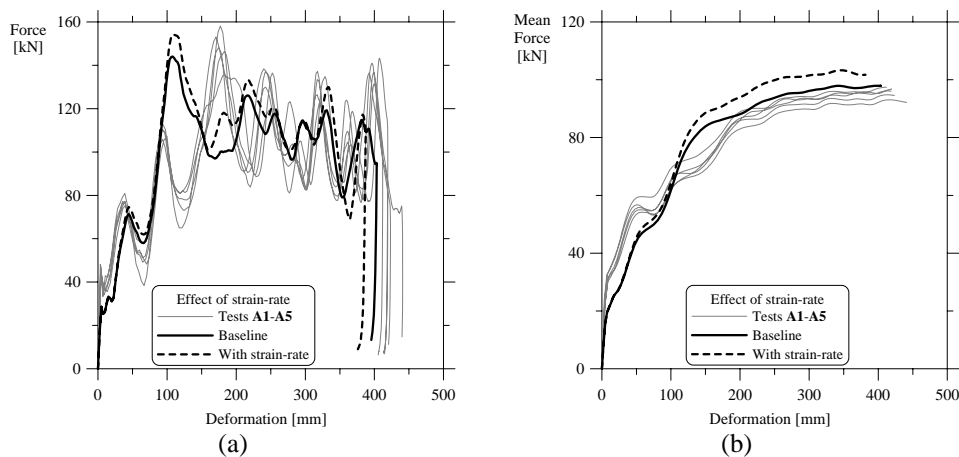 Force
[kN]
160
120
80
40
0
Effect of strain-rate
Tests A1-A5
Baseline
With strain-rate
0 100 200 300 400 500
Deformation [mm]
(a)
Mean
Force
[kN]
120
80
40
0
Effect of strain-rate
Tests A1-A5
Baseline
With strain-rate
0 100 200 300 400 500
Deformation [mm]
(b)